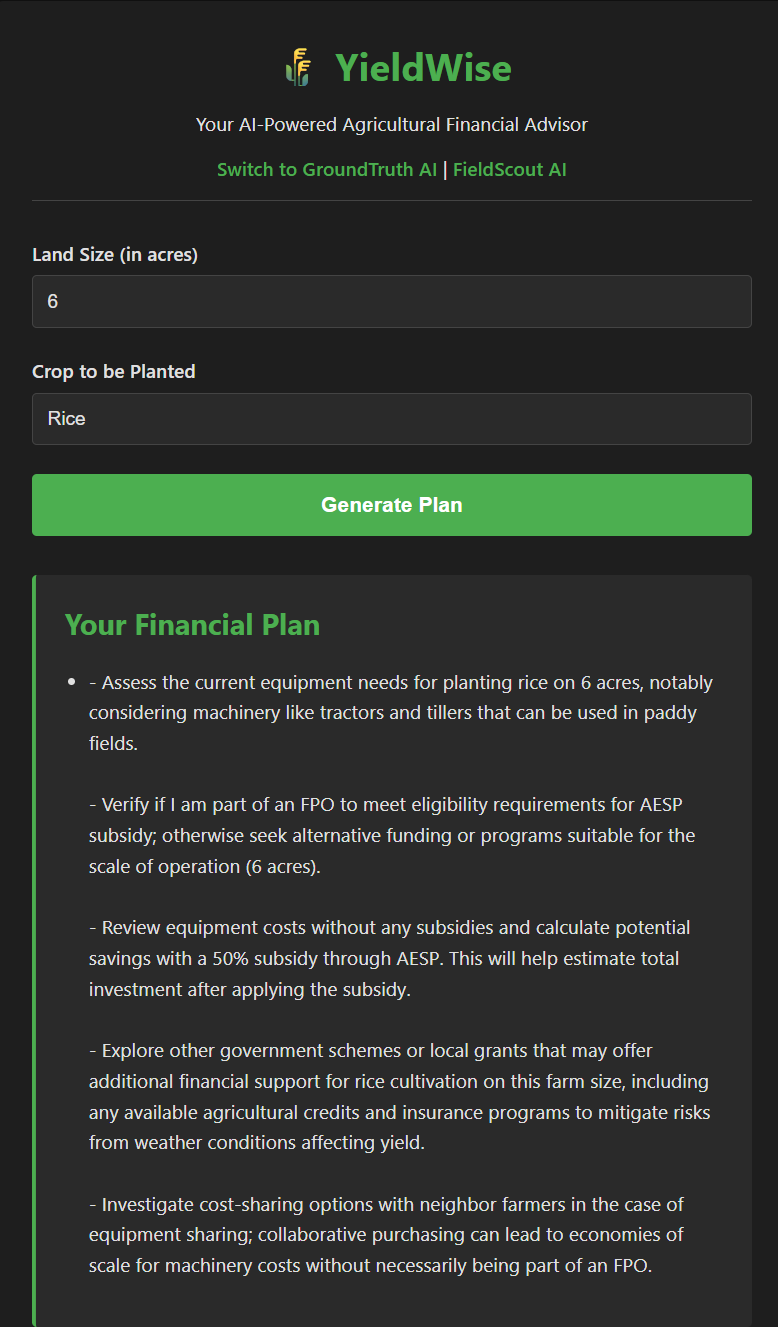 YieldWise
Your AI-Powered Agricultural Financial Advisor
Switch to GroundTruth AI | FieldScout AI
Land Size (in acres)
6
Crop to be Planted
Rice
Generate Plan
Your Financial Plan
• - Assess the current equipment needs for planting rice on 6 acres, notably
considering machinery like tractors and tillers that can be used in paddy
fields.
- Verify if I am part of an FPO to meet eligibility requirements for AESP
subsidy; otherwise seek alternative funding or programs suitable for the
scale of operation (6 acres).
- Review equipment costs without any subsidies and calculate potential
savings with a 50% subsidy through AESP. This will help estimate total
investment after applying the subsidy.
- Explore other government schemes or local grants that may offer
additional financial support for rice cultivation on this farm size, including
any available agricultural credits and insurance programs to mitigate risks
from weather conditions affecting yield.
- Investigate cost-sharing options with neighbor farmers in the case of
equipment sharing; collaborative purchasing can lead to economies of
scale for machinery costs without necessarily being part of an FPO.